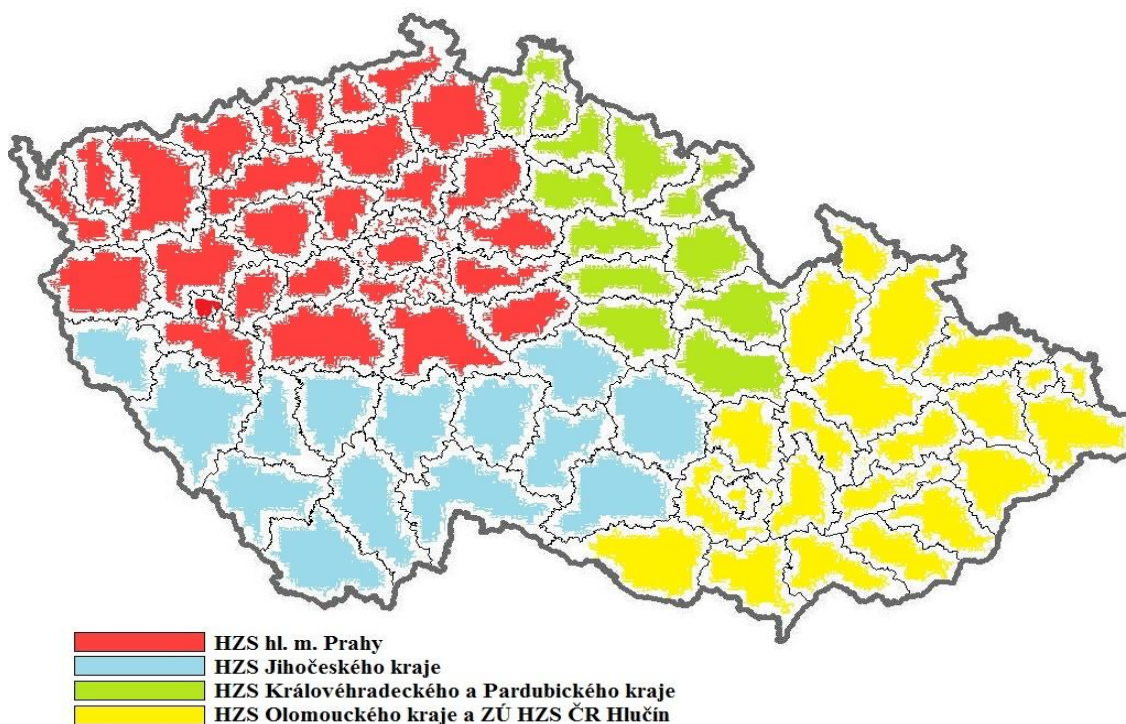 HZS hl. m. Prahy
HZS Jihočeského kraje
HZS Královéhradeckého a Pardubického kraje
HZS Olomouckého kraje a ZÚ HZS ČR Hlučín